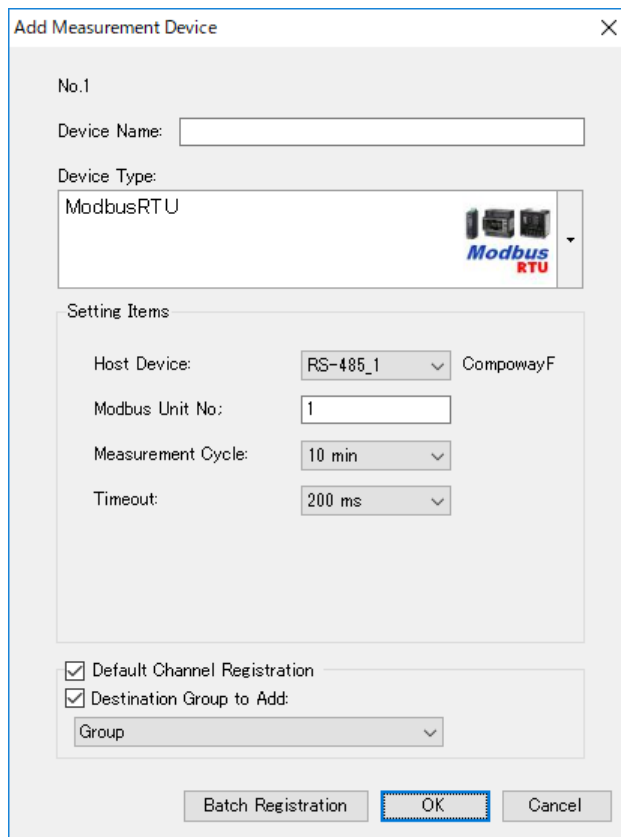 Add Measurement Device
No.1
Device Name:
Device Type:
ModbusRTU
Modbus
RTU
Setting Items
Host Device: RS-485_1 CompowayF
Modbus Unit No; 1
Measurement Cycle: 10 min
Timeout: 200 ms
Default Channel Registration
Destination Group to Add:
Group
Batch Registration OK Cancel